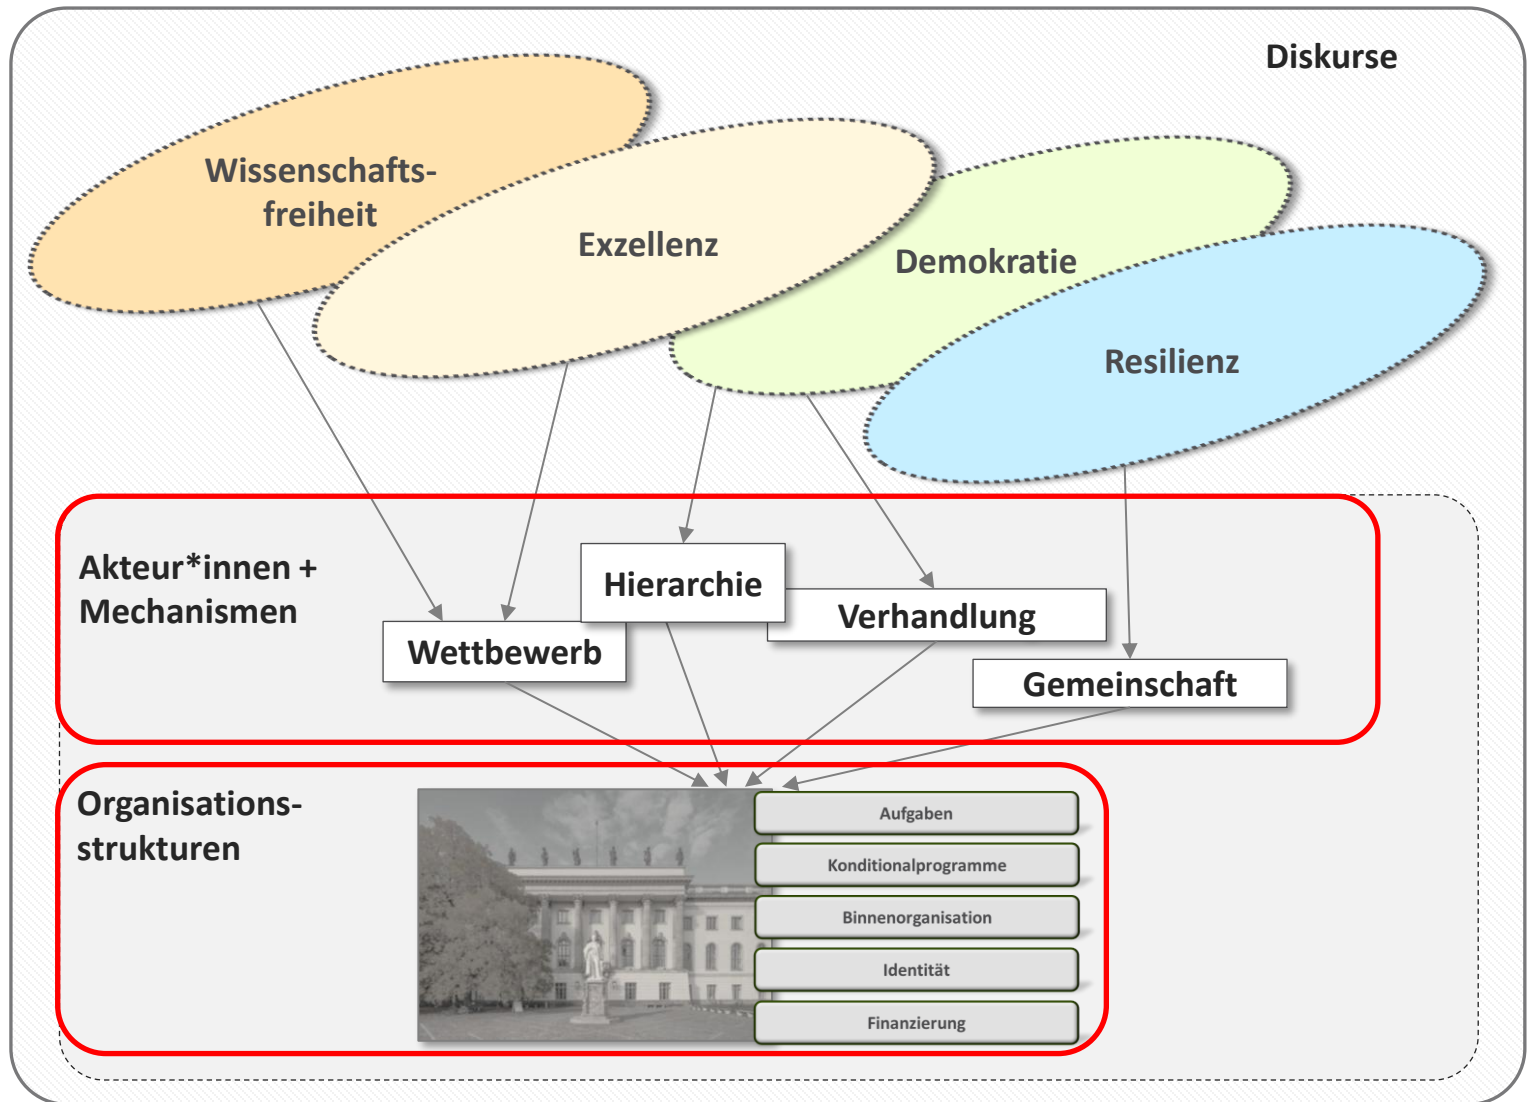 Diskurse
Wissenschafts-
freiheit
Exzellenz
Demokratie
Resilienz
Akteur*innen +
Mechanismen
Hierarchie
Verhandlung
Wettbewerb
Gemeinschaft
Organisations-
strukturen
Aufgaben
Konditionalprogramme
Binnenorganisation
Identität
Finanzierung